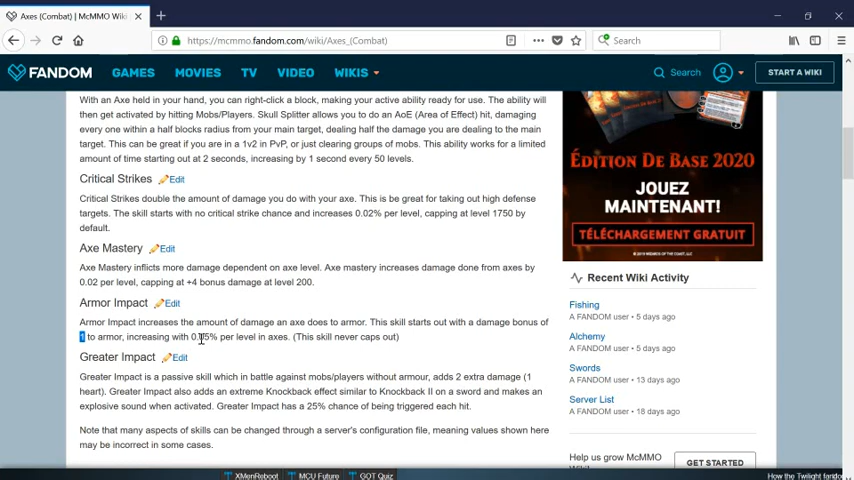 Axes (Combat) | McMMO Wiki
https://mcmmo.fandom.com/wiki/Axes_(Combat)
Search
FANDOM
GAMES
MOVIES
TV
VIDEO
WIKIS
Search
START A WIKI
With an Axe held in your hand, you can right-click a block, making your active ability ready for use. The ability will
then get activated by hitting Mobs/Players. Skull Splitter allows you to do an AoE (Area of Effect) hit, damaging
every one within a half blocks radius from your main target, dealing half the damage you are dealing to the main
target. This can be great if you are in a 1v2 in PvP, or just clearing groups of mobs. This ability works for a limited
amount of time starting out at 2 seconds, increasing by 1 second every 50 levels.
Critical Strikes Edit
Critical Strikes double the amount of damage you do with your axe. This is be great for taking out high defense
targets. The skill starts with no critical strike chance and increases 0.02% per level, capping at level 1750 by
default.
Axe Mastery Edit
Axe Mastery inflicts more damage dependent on axe level. Axe mastery increases damage done from axes by
0.02 per level, capping at +4 bonus damage at level 200.
Armor Impact Edit
Armor Impact increases the amount of damage an axe does to armor. This skill starts out with a damage bonus of
1 to armor, increasing with per level in axes. (This skill never caps out)
Greater Impact Edit
Greater Impact is a passive skill which in battle against mobs/players without armour, adds 2 extra damage (1
heart). Greater Impact also adds an extreme Knockback effect similar to Knockback II on a sword and makes an
explosive sound when activated. Greater Impact has a 25% chance of being triggered each hit.
Note that many aspects of skills can be changed through a server's configuration file, meaning values shown here
may be incorrect in some cases.
ÉDITION DE BASE 2020
JOUEZ
MAINTENANT!
TÉLÉCHARGEMENT GRATUIT
Recent Wiki Activity
Fishing
A FANDOM user • 5 days ago
Alchemy
A FANDOM user • 5 days ago
Swords
A FANDOM user • 13 days ago
Server List
A FANDOM user • 18 days ago
Help us grow McMMO
GET STARTED
XMenReboot
MCU Future
GOT Quiz
How the Twilight fando